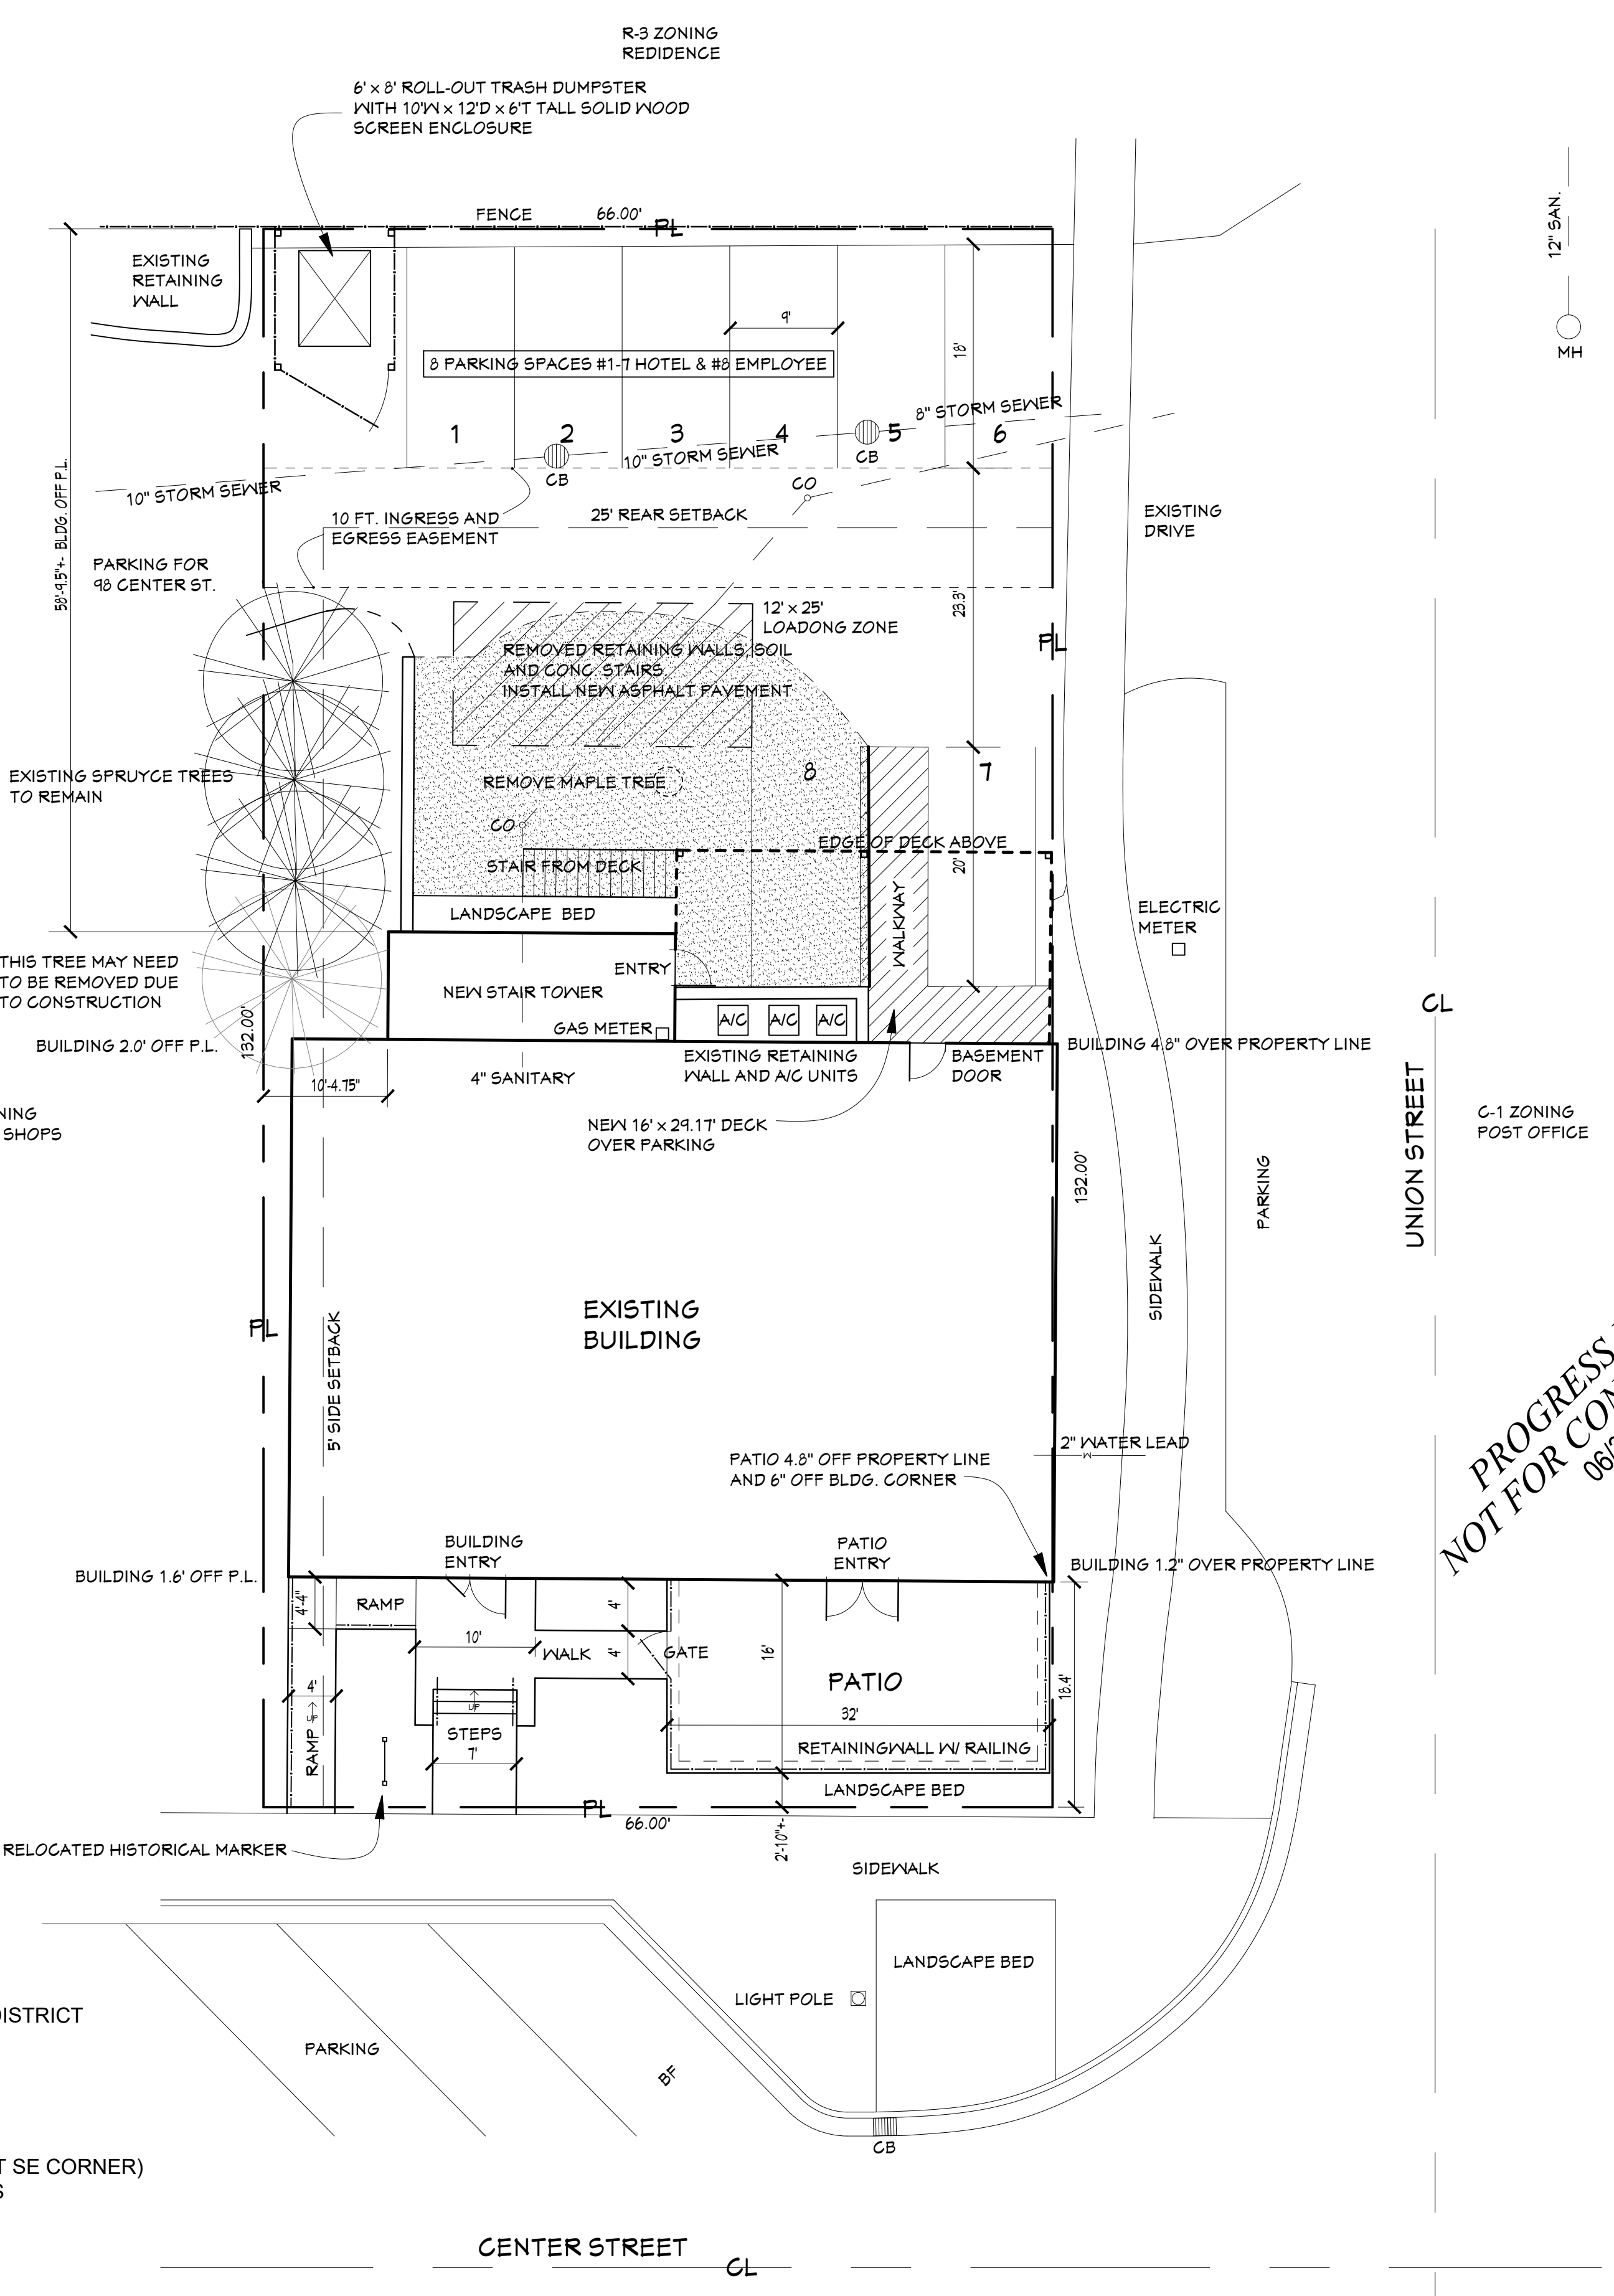 R-3 ZONING
REDIDENCE
6' x 8' ROLL-OUT TRASH DUMPSTER
WITH 10'W x 12'D x 6'T TALL SOLID WOOD
SCREEN ENCLOSURE
12" SAN.
MH
FENCE
66.00'
PL
EXISTING
RETAINING
WALL
9'
18'
8 PARKING SPACES #1-7 HOTEL & #8 EMPLOYEE
8" STORM SEWER
1
2
3
4
5
6
10" STORM SEWER
CB
CB
10" STORM SEWER
CO
10 FT. INGRESS AND
EGRESS EASEMENT
25' REAR SETBACK
EXISTING
DRIVE
58'-9.5"+- BLDG. OFF P.L.
PARKING FOR
98 CENTER ST.
23.3'
12' x 25'
LOADONG ZONE
PL
REMOVED RETAINING WALLS, SOIL
AND CONC. STAIRS
INSTALL NEW ASPHALT PAVEMENT
EXISTING SPRUYCE TREES
TO REMAIN
REMOVE MAPLE TREE
8
7
CO
EDGE OF DECK ABOVE
STAIR FROM DECK
20'
LANDSCAPE BED
WALKWAY
ELECTRIC
METER
THIS TREE MAY NEED
TO BE REMOVED DUE
TO CONSTRUCTION
ENTRY
NEW STAIR TOWER
CL
132.00'
GAS METER
A/C
A/C
A/C
BUILDING 2.0' OFF P.L.
EXISTING RETAINING
WALL AND A/C UNITS
BASEMENT
DOOR
BUILDING 4.8" OVER PROPERTY LINE
10'-4.75"
4" SANITARY
NING
SHOPS
NEW 16' x 29.17' DECK
OVER PARKING
C-1 ZONING
POST OFFICE
UNION STREET
132.00'
PARKING
SIDEWALK
EXISTING
BUILDING
PL
5' SIDE SETBACK
PROGRESS
NOT FOR CON
06/
2" WATER LEAD
W
PATIO 4.8" OFF PROPERTY LINE
AND 6" OFF BLDG. CORNER
BUILDING
ENTRY
PATIO
ENTRY
BUILDING 1.6' OFF P.L.
BUILDING 1.2" OVER PROPERTY LINE
4'-4"
RAMP
4'
10'
WALK
4'
GATE
16'
PATIO
18.4'
4'
UP
UP
RAMP
STEPS
7'
32'
RETAININGWALL W/ RAILING
LANDSCAPE BED
PL
66.00'
2'-10"+-
RELOCATED HISTORICAL MARKER
SIDEWALK
LANDSCAPE BED
LIGHT POLE
DISTRICT
PARKING
BF
CB
T SE CORNER)
S
CENTER STREET
CL